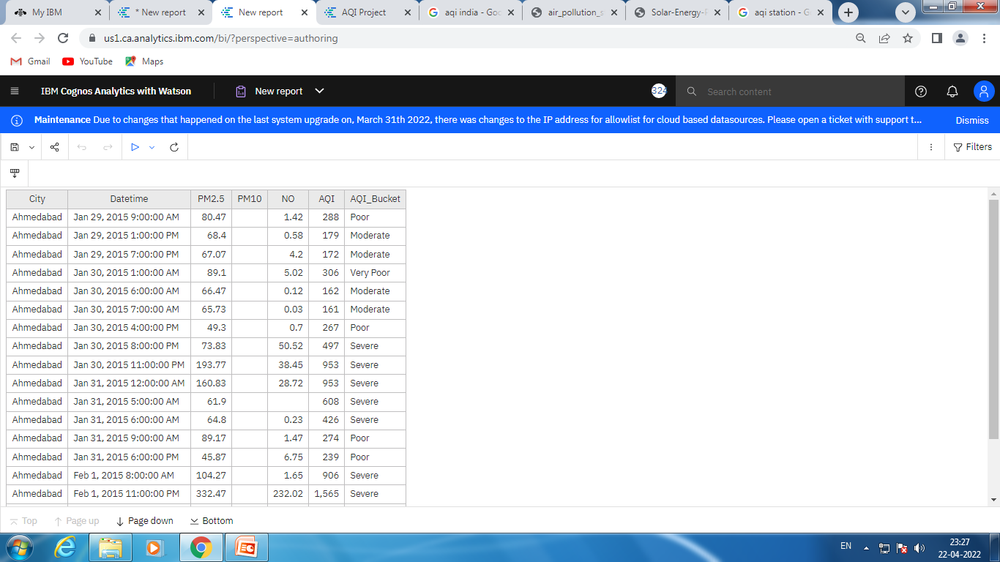 My IBM
* New report
New report
AQI Project
aqi india - Goo
air_pollution_s
Solar-Energy-P
aqi station - G
us1.ca.analytics.ibm.com/bi/?perspective=authoring
Gmail YouTube Maps
IBM Cognos Analytics with Watson New report 324 Search content
Maintenance Due to changes that happened on the last system upgrade on, March 31th 2022, there was changes to the IP address for allowlist for cloud based datasources. Please open a ticket with support t... Dismiss
Filters
City Datetime PM2.5 PM10 NO AQI AQI_Bucket
Ahmedabad Jan 29, 2015 9:00:00 AM 80.47 1.42 288 Poor
Ahmedabad Jan 29, 2015 1:00:00 PM 68.4 0.58 179 Moderate
Ahmedabad Jan 29, 2015 7:00:00 PM 67.07 4.2 172 Moderate
Ahmedabad Jan 30, 2015 1:00:00 AM 89.1 5.02 306 Very Poor
Ahmedabad Jan 30, 2015 6:00:00 AM 66.47 0.12 162 Moderate
Ahmedabad Jan 30, 2015 7:00:00 AM 65.73 0.03 161 Moderate
Ahmedabad Jan 30, 2015 4:00:00 PM 49.3 0.7 267 Poor
Ahmedabad Jan 30, 2015 8:00:00 PM 73.83 50.52 497 Severe
Ahmedabad Jan 30, 2015 11:00:00 PM 193.77 38.45 953 Severe
Ahmedabad Jan 31, 2015 12:00:00 AM 160.83 28.72 953 Severe
Ahmedabad Jan 31, 2015 5:00:00 AM 61.9 608 Severe
Ahmedabad Jan 31, 2015 6:00:00 AM 64.8 0.23 426 Severe
Ahmedabad Jan 31, 2015 9:00:00 AM 89.17 1.47 274 Poor
Ahmedabad Jan 31, 2015 6:00:00 PM 45.87 6.75 239 Poor
Ahmedabad Feb 1, 2015 8:00:00 AM 104.27 1.65 906 Severe
Ahmedabad Feb 1, 2015 11:00:00 PM 332.47 232.02 1,565 Severe
Top Page up Page down Bottom
EN 23:27
22-04-2022